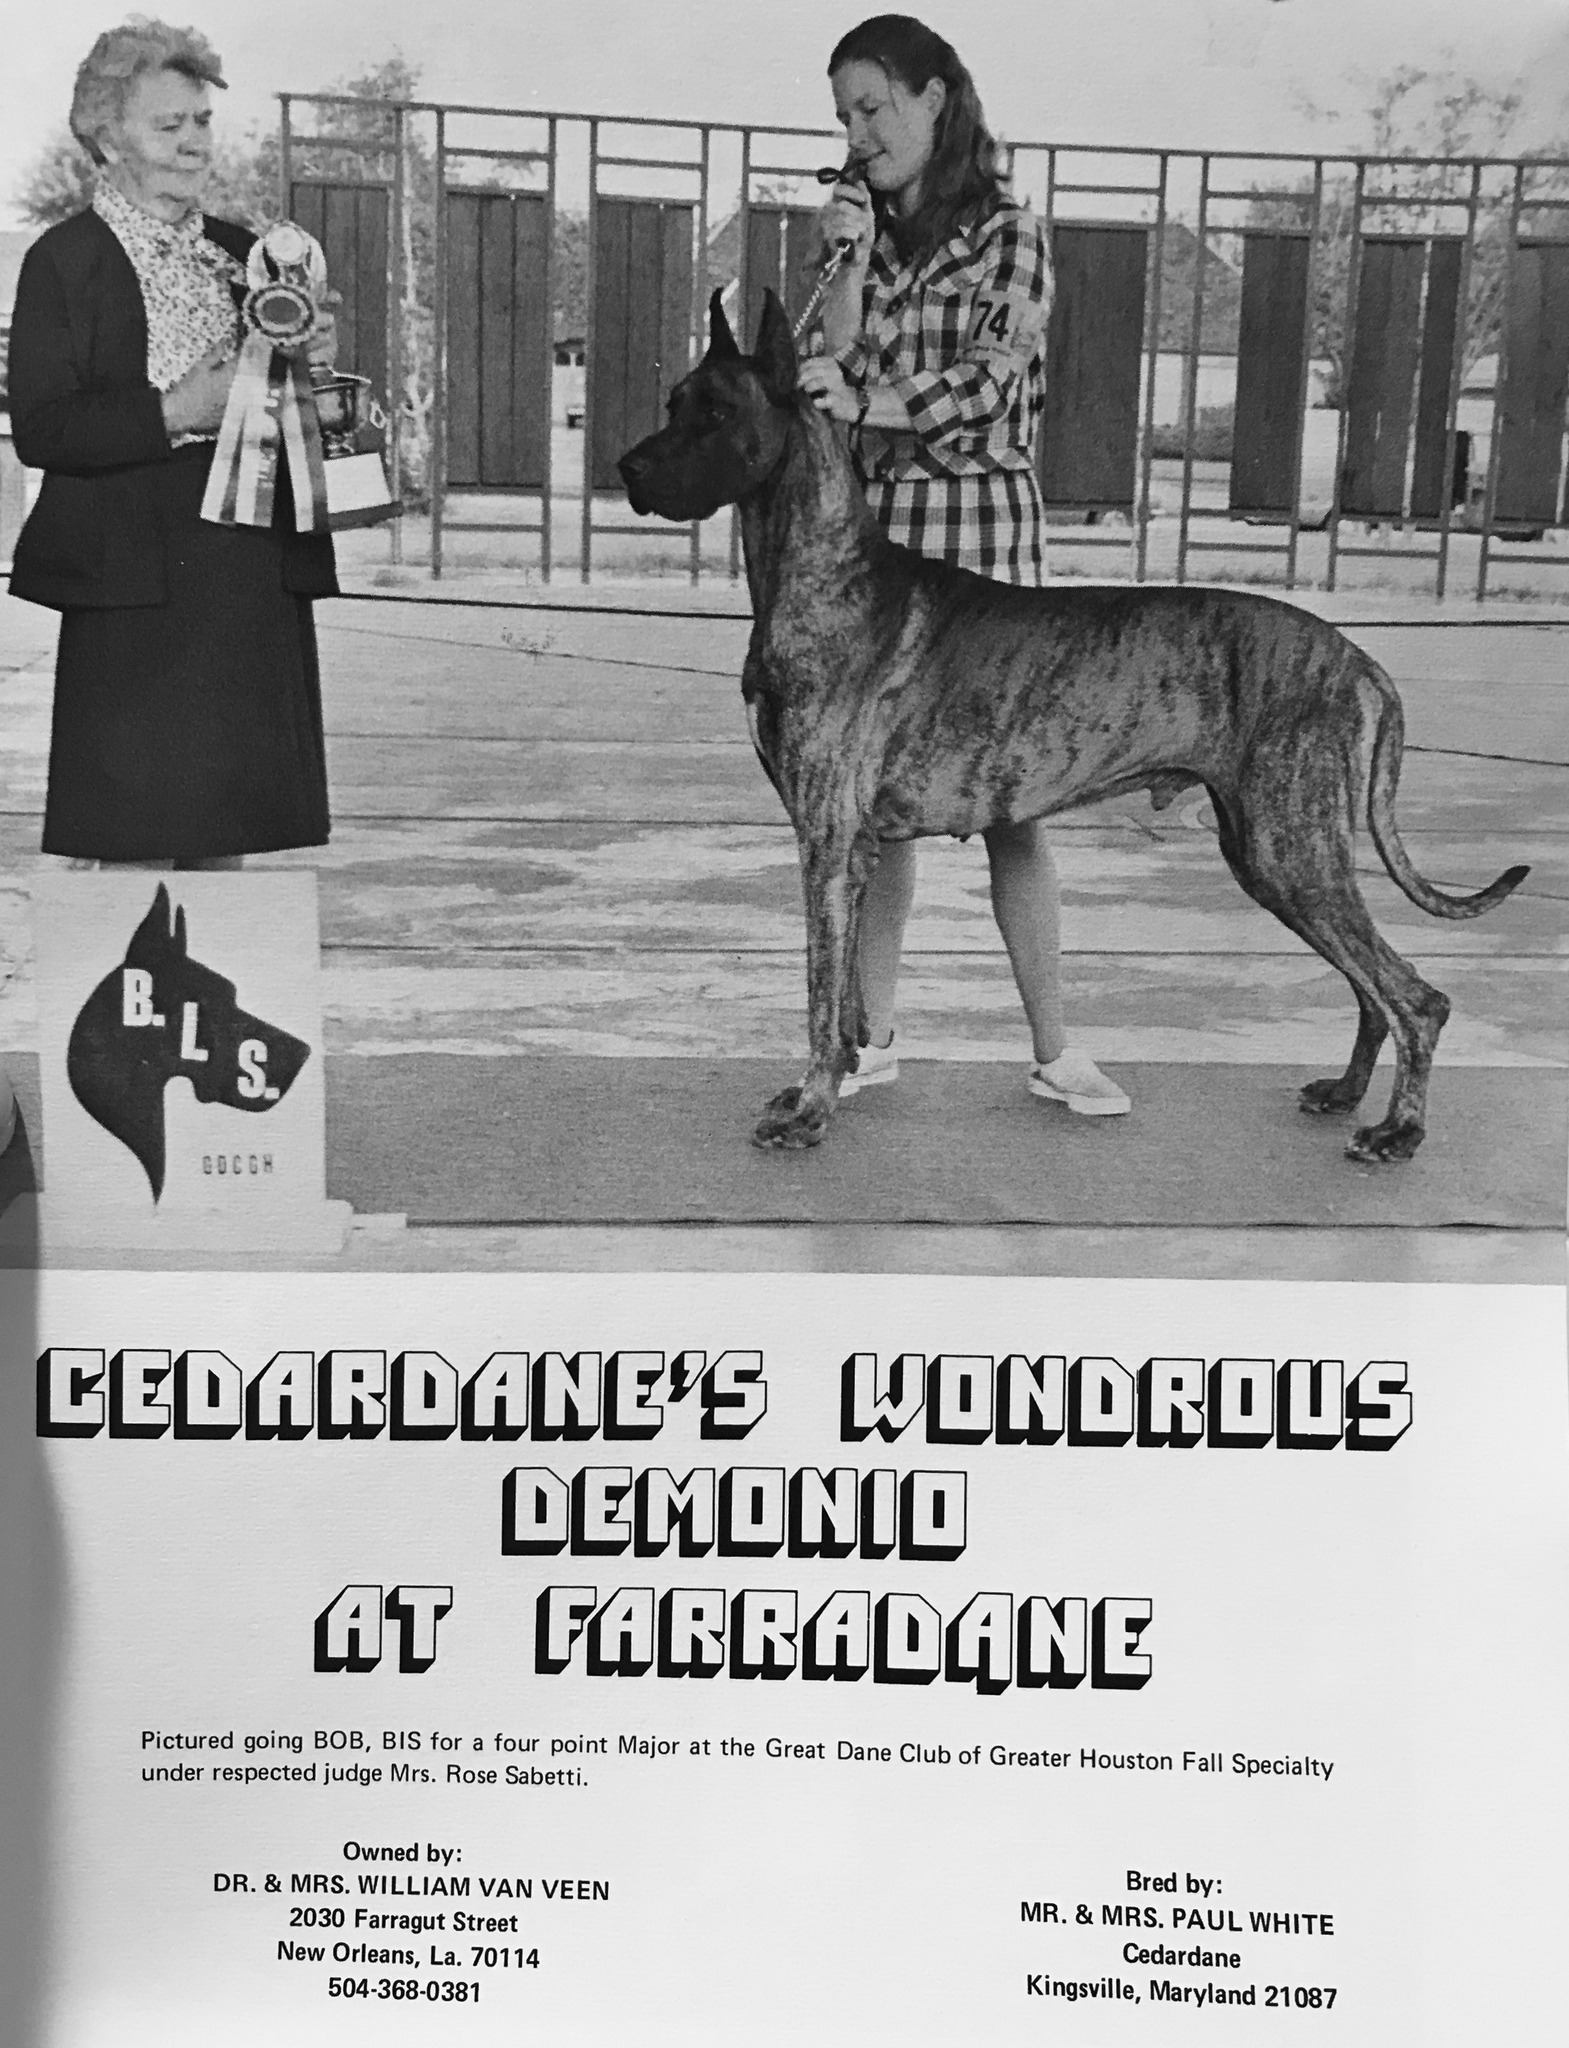 74
B.
L
S.
GDCGH
CEDARDANE'S WONDROUS
DEMONIO
AT FARRADANE
Pictured going BOB, BIS for a four point Major at the Great Dane Club of Greater Houston Fall Specialty
under respected judge Mrs. Rose Sabetti.
Owned by:
DR. & MRS. WILLIAM VAN VEEN
2030 Farragut Street
New Orleans, La. 70114
504-368-0381
Bred by:
MR. & MRS. PAUL WHITE
Cedardane
Kingsville, Maryland 21087